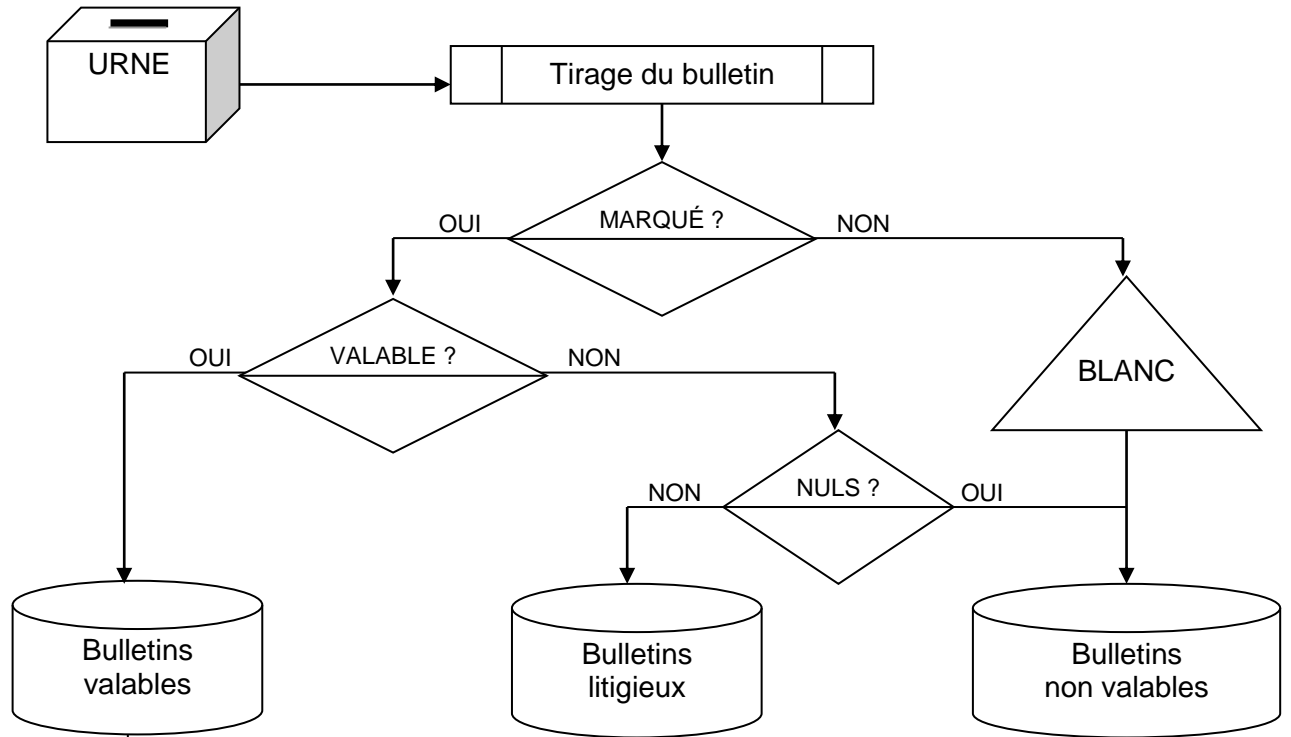 URNE
Tirage du bulletin
MARQUÉ ?
OUI
NON
VALABLE ?
OUI
NON
BLANC
NULS ?
NON
OUI
Bulletins
valables
Bulletins
litigieux
Bulletins
non valables